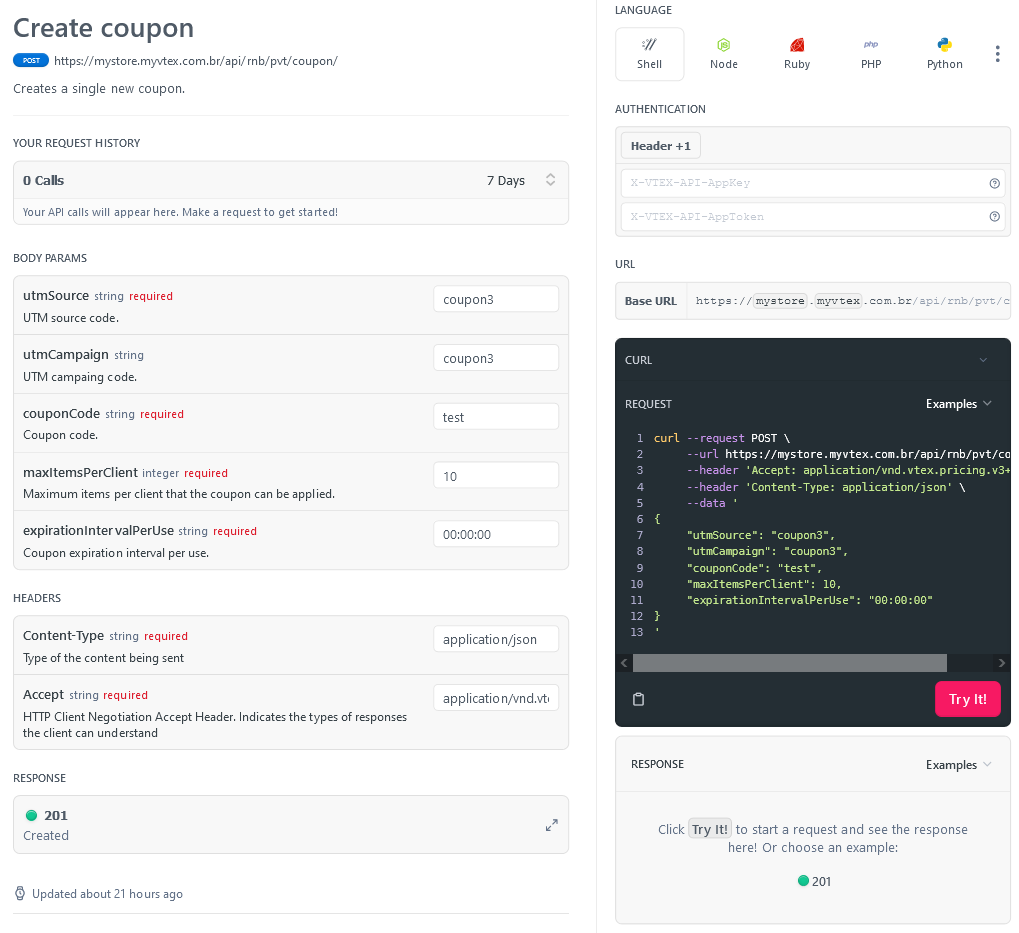 Create coupon
POST https://mystore.myvtex.com.br/api/rnb/pvt/coupon/
Creates a single new coupon.
YOUR REQUEST HISTORY
0 Calls 7 Days
Your API calls will appear here. Make a request to get started!
BODY PARAMS
utmSource string required coupon3
UTM source code.
utmCampaign string coupon3
UTM campaing code.
couponCode string required test
Coupon code.
maxItemsPerClient integer required 10
Maximum items per client that the coupon can be applied.
expirationIntervalPerUse string required 00:00:00
Coupon expiration interval per use.
HEADERS
Content-Type string required application/json
Type of the content being sent
Accept string required application/vnd.vte
HTTP Client Negotiation Accept Header. Indicates the types of responses
the client can understand
RESPONSE
201
Created
Updated about 21 hours ago
LANGUAGE
Shell Node Ruby PHP Python
AUTHENTICATION
Header +1
X-VTEX-API-AppKey
X-VTEX-API-AppToken
URL
Base URL https://mystore.myvtex.com.br/api/rnb/pvt/c
CURL
REQUEST Examples
1 curl --request POST \
2 --url https://mystore.myvtex.com.br/api/rnb/pvt/co
3 --header 'Accept: application/vnd.vtex.pricing.v3+
4 --header 'Content-Type: application/json' \
5 --data '
6 {
7 "utmSource": "coupon3",
8 "utmCampaign": "coupon3",
9 "couponCode": "test",
10 "maxItemsPerClient": 10,
11 "expirationIntervalPerUse": "00:00:00"
12 }
13 '
Try It!
RESPONSE Examples
Click Try It! to start a request and see the response
here! Or choose an example:
201